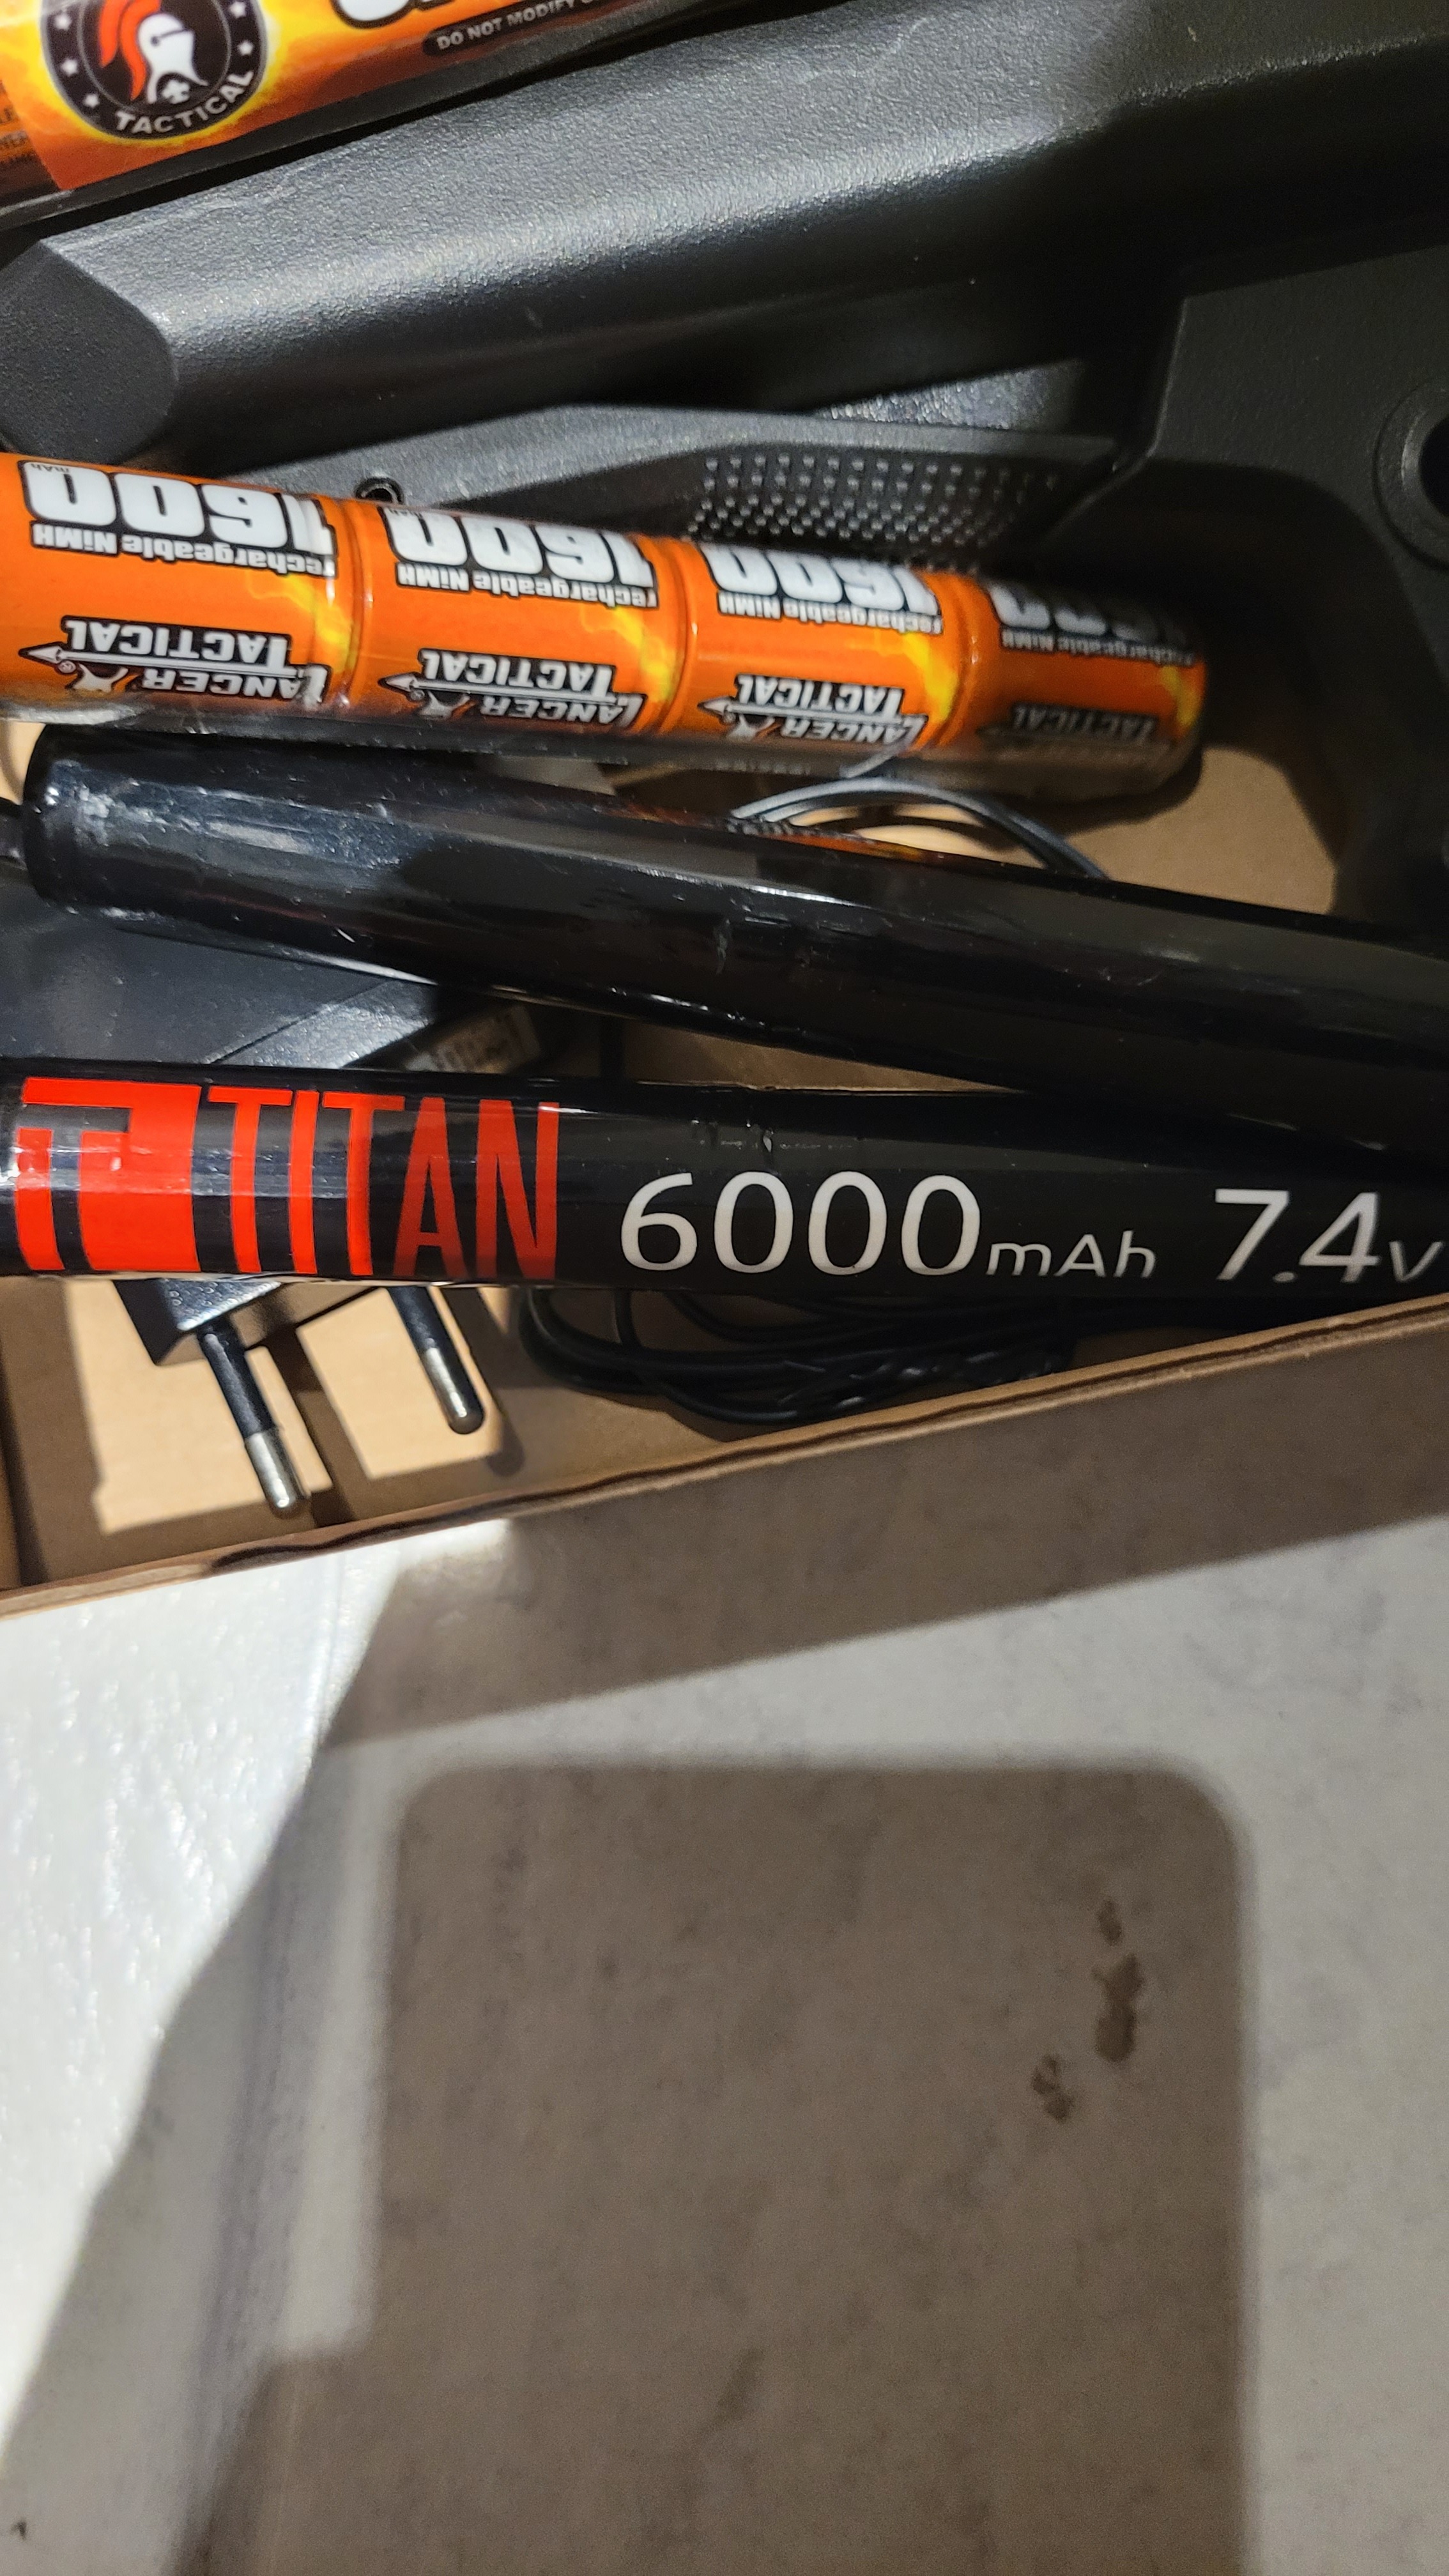 TACTICAL
DO NOT MODIFY
1600 mAh
rechargeable NiMH
LANCER TACTICAL®
1600
rechargeable NiMH
LANCER TACTICAL
1600
rechargeable NiMH
LANCER TACTICAL
rechargeable NiMH
TACTICAL
TITAN 6000mAh 7.4v